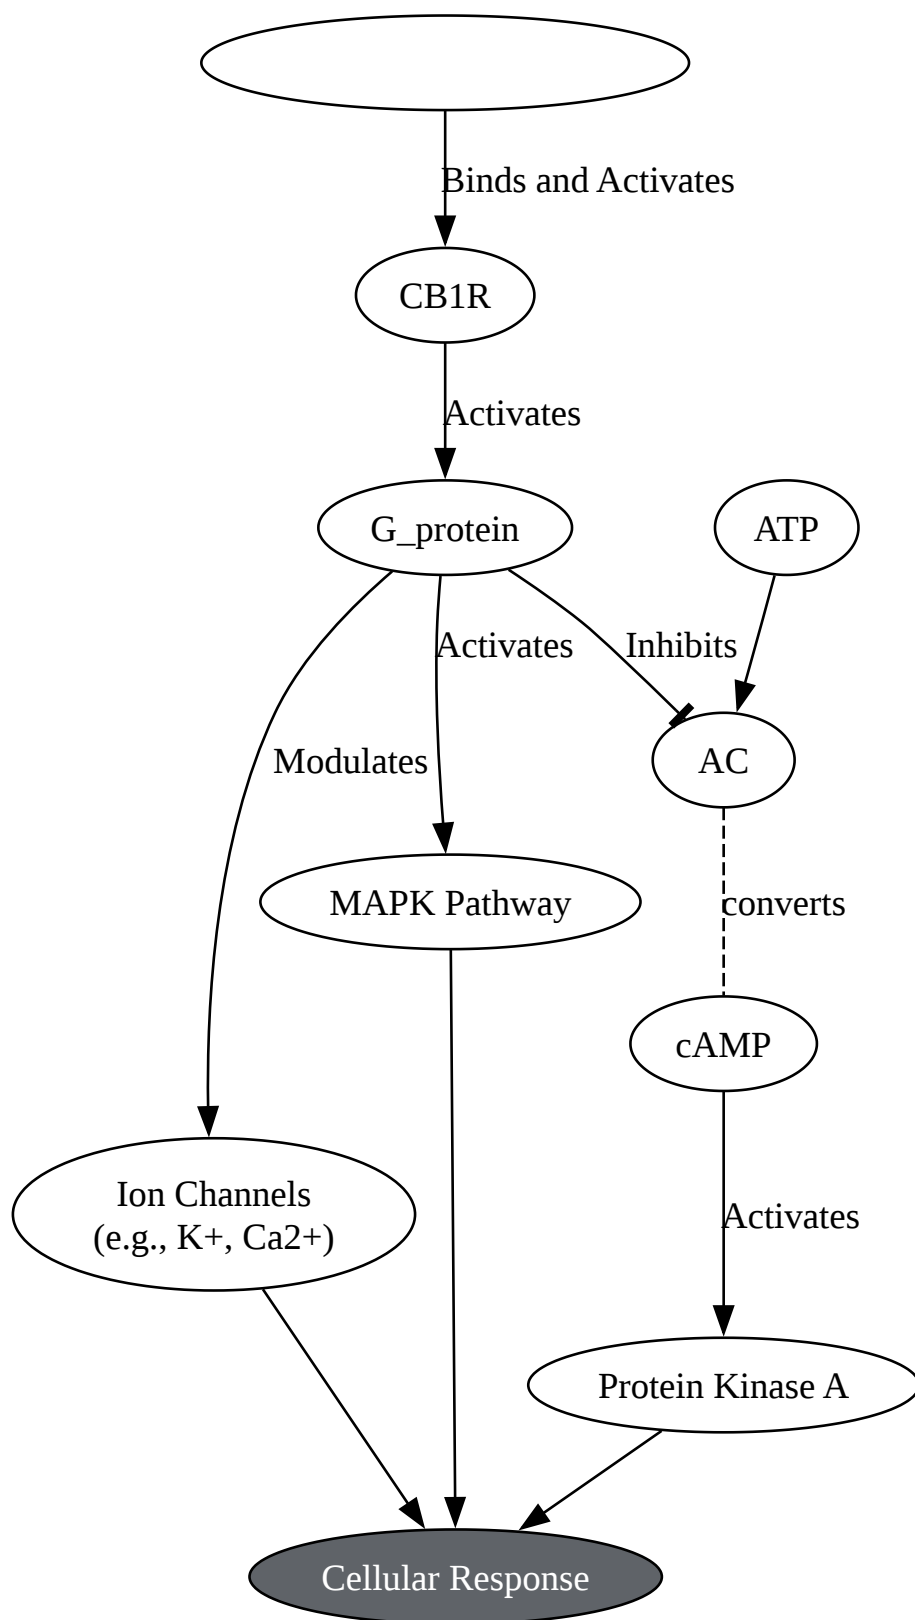 Binds and Activates
CB1R
Activates
G_protein
ATP
Activates
Inhibits
Modulates
AC
MAPK Pathway
converts
cAMP
Ion Channels
(e.g., K+, Ca2+)
Activates
Protein Kinase A
Cellular Response